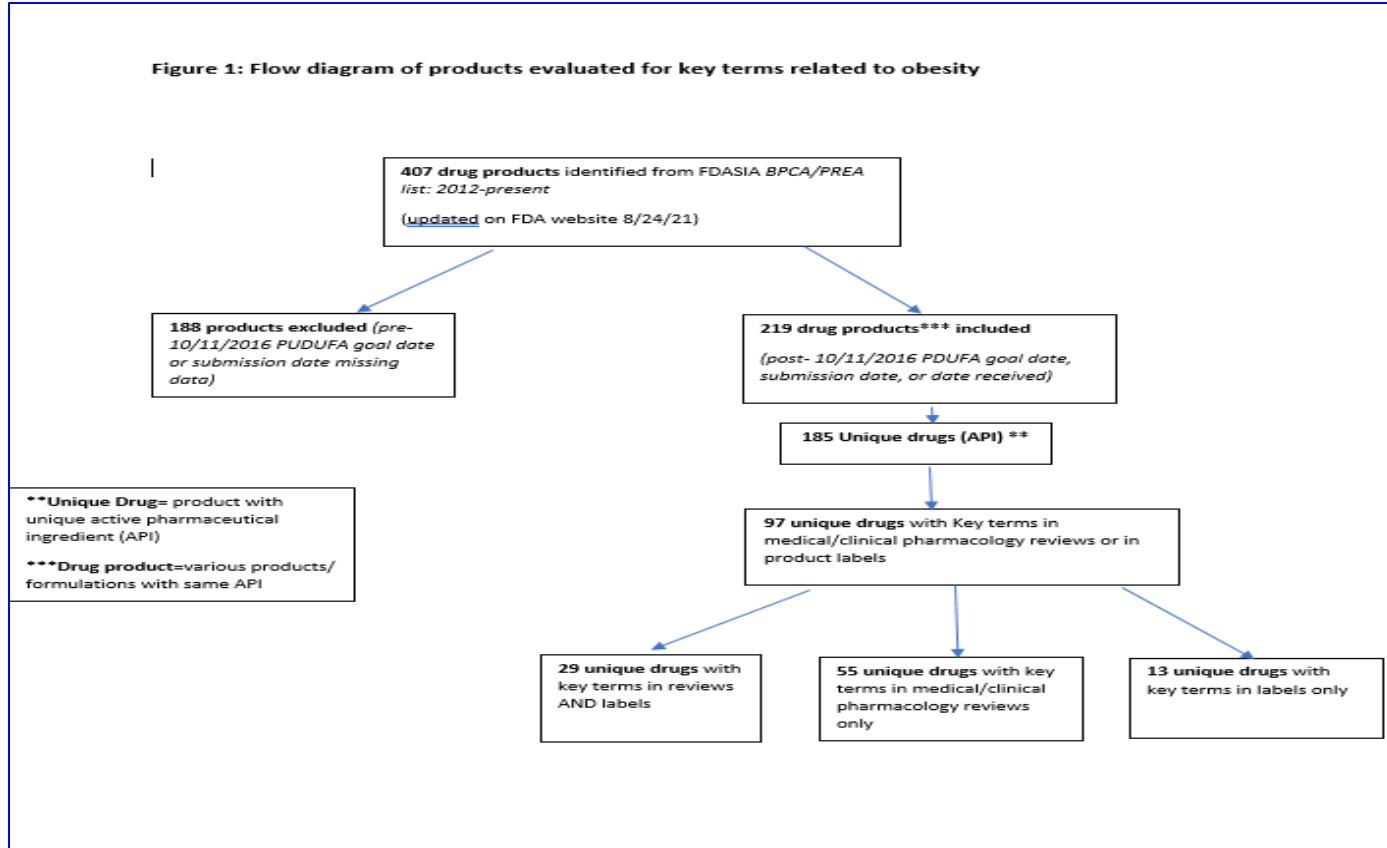 Figure 1: Flow diagram of products evaluated for key terms related to obesity
407 drug products identified from FDASIA BPCA/PREA
list: 2012-present
(updated on FDA website 8/24/21)
188 products excluded (pre-
10/11/2016 PUDUFA goal date
or submission date missing
data)
219 drug products*** included
(post- 10/11/2016 PDUFA goal date,
submission date, or date received)
185 Unique drugs (API) **
**Unique Drug= product with
unique active pharmaceutical
ingredient (API)
***Drug product=various products/
formulations with same API
97 unique drugs with Key terms in
medical/clinical pharmacology reviews or in
product labels
29 unique drugs with
key terms in reviews
AND labels
55 unique drugs with key
terms in medical/clinical
pharmacology reviews
only
13 unique drugs with
key terms in labels only